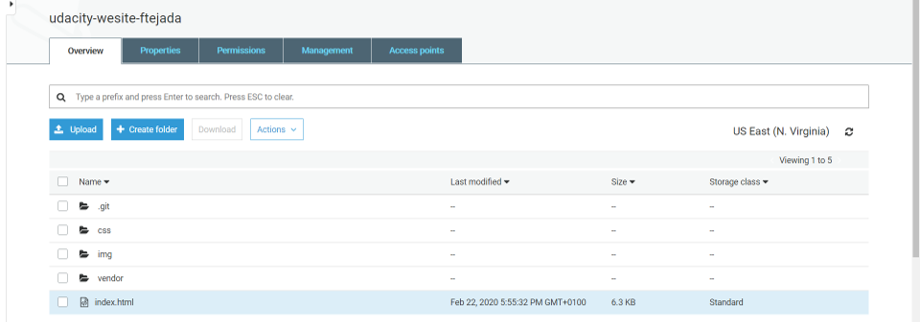 udacity-wesite-ftejada
Overview Properties Permissions Management Access points
Type a prefix and press Enter to search. Press ESC to clear.
Upload + Create folder Download Actions US East (N. Virginia)
Viewing 1 to 5
Name Last modified Size Storage class
.git -- -- --
css -- -- --
img -- -- --
vendor -- -- --
index.html Feb 22, 2020 5:55:32 PM GMT+0100 6.3 KB Standard